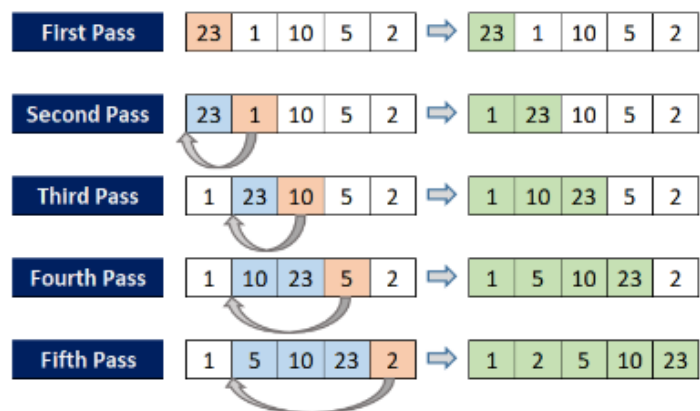 First Pass 23 1 10 5 2 23 1 10 5 2
Second Pass 23 1 10 5 2 1 23 10 5 2
Third Pass 1 23 10 5 2 1 10 23 5 2
Fourth Pass 1 10 23 5 2 1 5 10 23 2
Fifth Pass 1 5 10 23 2 1 2 5 10 23